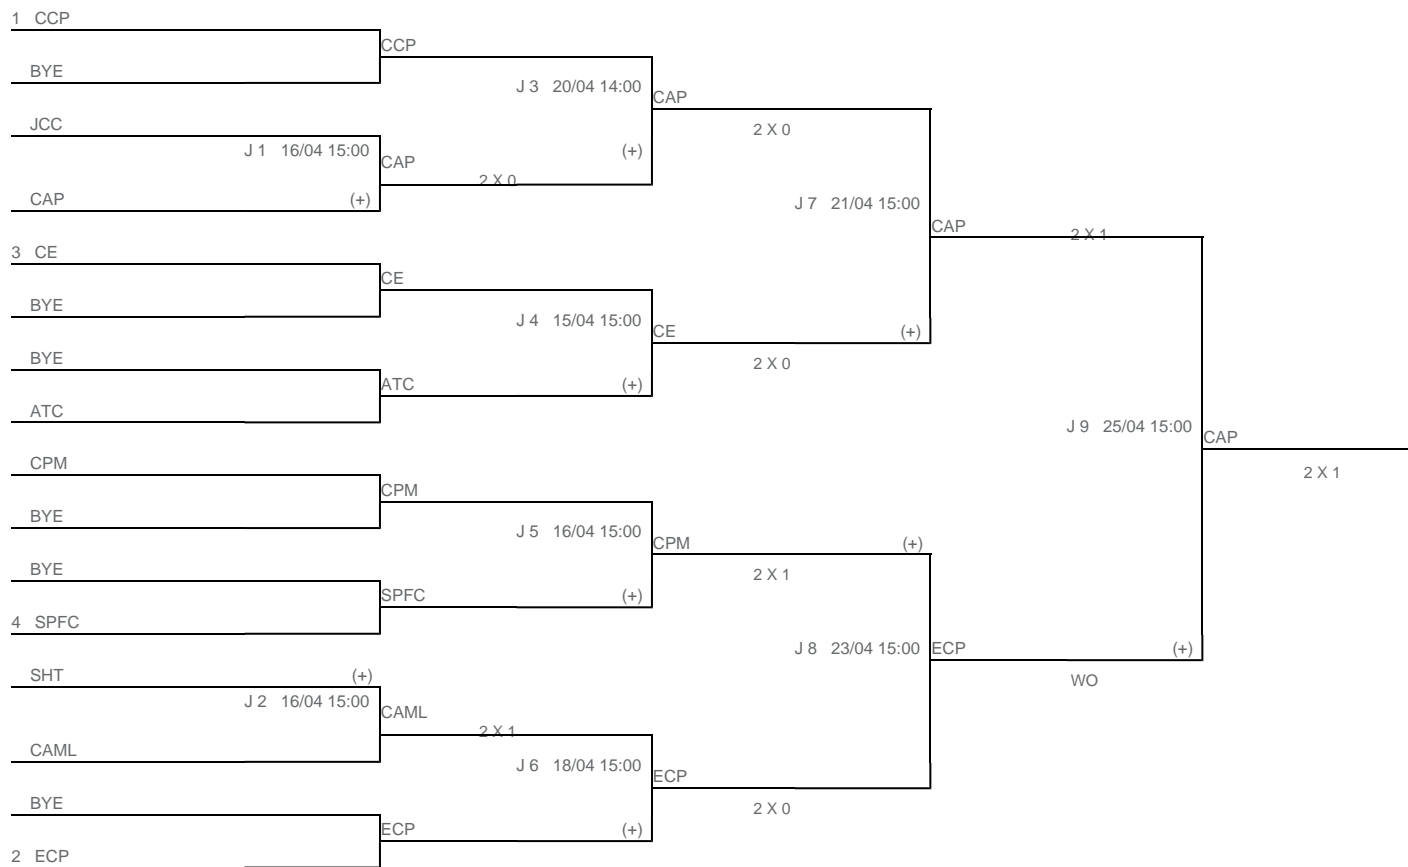 1 CCP
CCP
BYE
J 3 20/04 14:00
CAP
JCC
2 X 0
J 1 16/04 15:00
(+)
CAP
2 X 0
CAP
(+)
J 7 21/04 15:00
CAP
2 X 1
3 CE
CE
BYE
J 4 15/04 15:00
CE
(+)
BYE
2 X 0
ATC
(+)
ATC
J 9 25/04 15:00
CAP
CPM
2 X 1
CPM
BYE
J 5 16/04 15:00
CPM
(+)
BYE
2 X 1
SPFC
(+)
4 SPFC
J 8 23/04 15:00
ECP
(+)
SHT
(+)
WO
J 2 16/04 15:00
CAML
2 X 1
CAML
J 6 18/04 15:00
ECP
BYE
2 X 0
ECP
(+)
2 ECP